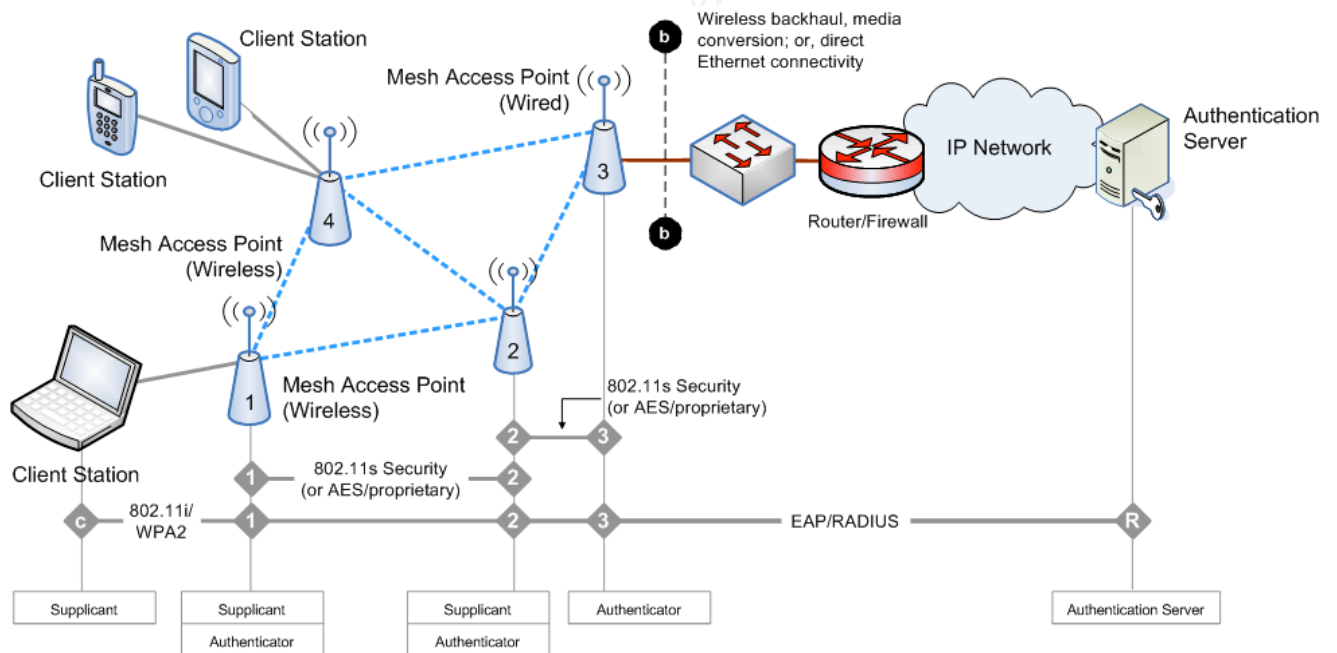 Wireless backhaul, media
conversion; or, direct
Ethernet connectivity
b
Client Station
Mesh Access Point
(Wired)
Authentication
Server
IP Network
3
Client Station
4
Router/Firewall
b
Mesh Access Point
(Wireless)
2
802.11s Security
(or AES/proprietary)
Mesh Access Point
(Wireless)
1
2
3
Client Station
1
802.11s Security
(or AES/proprietary)
2
c
802.11i/
WPA2
1
2
3
EAP/RADIUS
R
Supplicant
Supplicant
Supplicant
Authenticator
Authentication Server
Authenticator
Authenticator